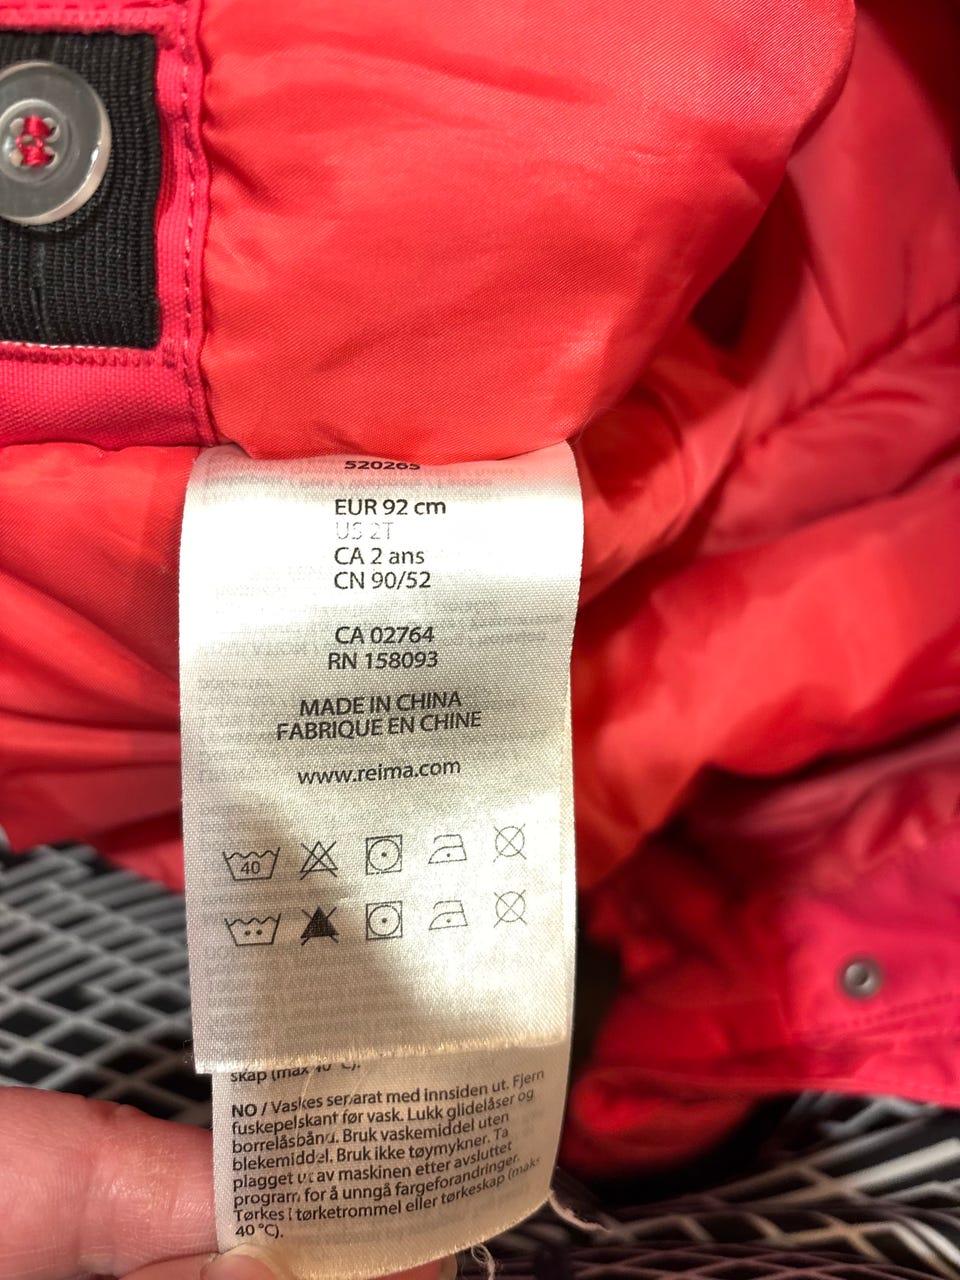 520265
EUR 92 cm
US 2T
CA 2 ans
CN 90/52
CA 02764
RN 158093
MADE IN CHINA
FABRIQUE EN CHINE
www.reima.com
40
skap (max 40 °C).
NO / Vaskes separat med innsiden ut. Fjern
fuskepelskant før vask. Lukk glidelåser og
borrelåsbånd. Bruk vaskemiddel uten
blekemiddel. Bruk ikke tøymykner. Ta
plagget ut av maskinen etter avsluttet
program for å unngå fargeforandringer.
Tørkes i tørketrommel eller tørkeskap (maks
40 °C).